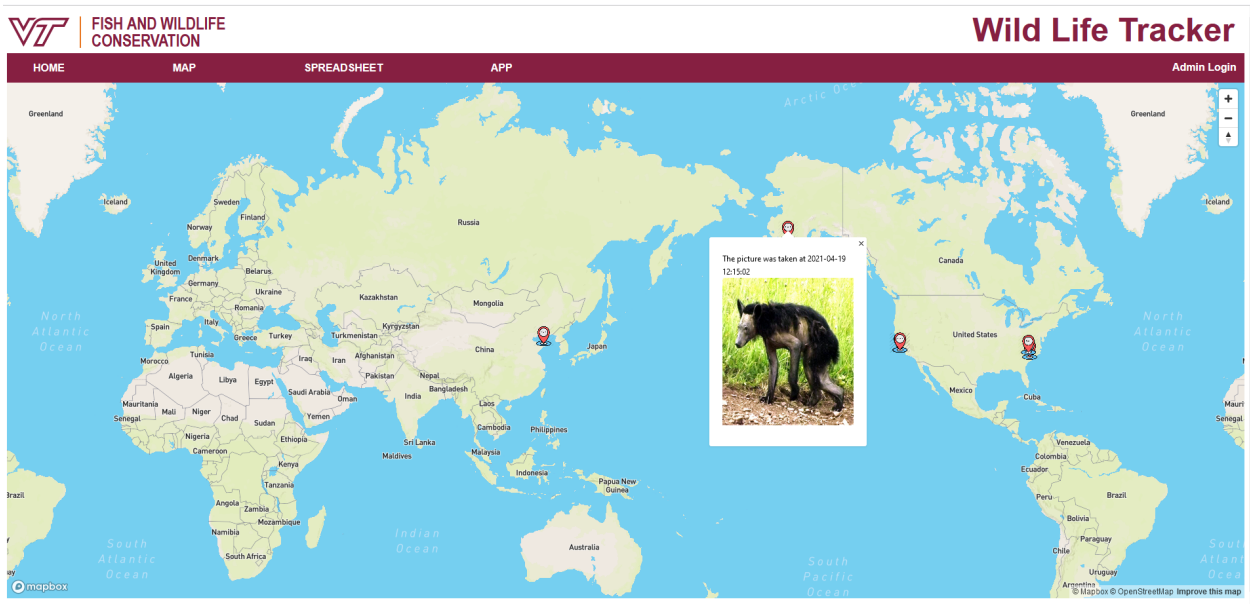 VT
FISH AND WILDLIFE
CONSERVATION
Wild Life Tracker
HOME
MAP
SPREADSHEET
APP
Admin Login
Greenland
Arctic
Greenland
Iceland
Sweden
Finland
Norway
Russia
Iceland
Denmark
United
Kingdom
Belarus
Germany
Ukraine
France
Romania
Kazakhstan
Mongolia
Canada
The picture was taken at 2021-04-19
12:15:02
North
Atlantic
Ocean
Spain
Italy
Greece
Turkey
Kyrgyzstan
Turkmenistan
China
Japan
United States
North
Atlantic
Ocean
Morocco
Tunisia
Iraq
Iran
Afghanistan
Pakistan
Nepal
Algeria
Libya
Egypt
Saudi Arabia
Oman
India
Bangladesh
Mexico
Cuba
Mauritania
Mali
Niger
Chad
Sudan
Yemen
Laos
Senegal
Nigeria
Ethiopia
Cambodia
Philippines
Mauri
Senegal
Cameroon
Sri Lanka
Maldives
Malaysia
Venezuela
Colombia
Kenya
Indonesia
Ecuador
Tanzania
Papua New
Guinea
Brazil
Peru
Brazil
Angola
Zambia
Mozambique
Bolivia
Namibia
Indian
Ocean
Paraguay
South
Atlantic
Ocean
South Africa
Australia
South
Pacific
Ocean
Chile
Uruguay
Argentina
mapbox
© Mapbox © OpenStreetMap Improve this map